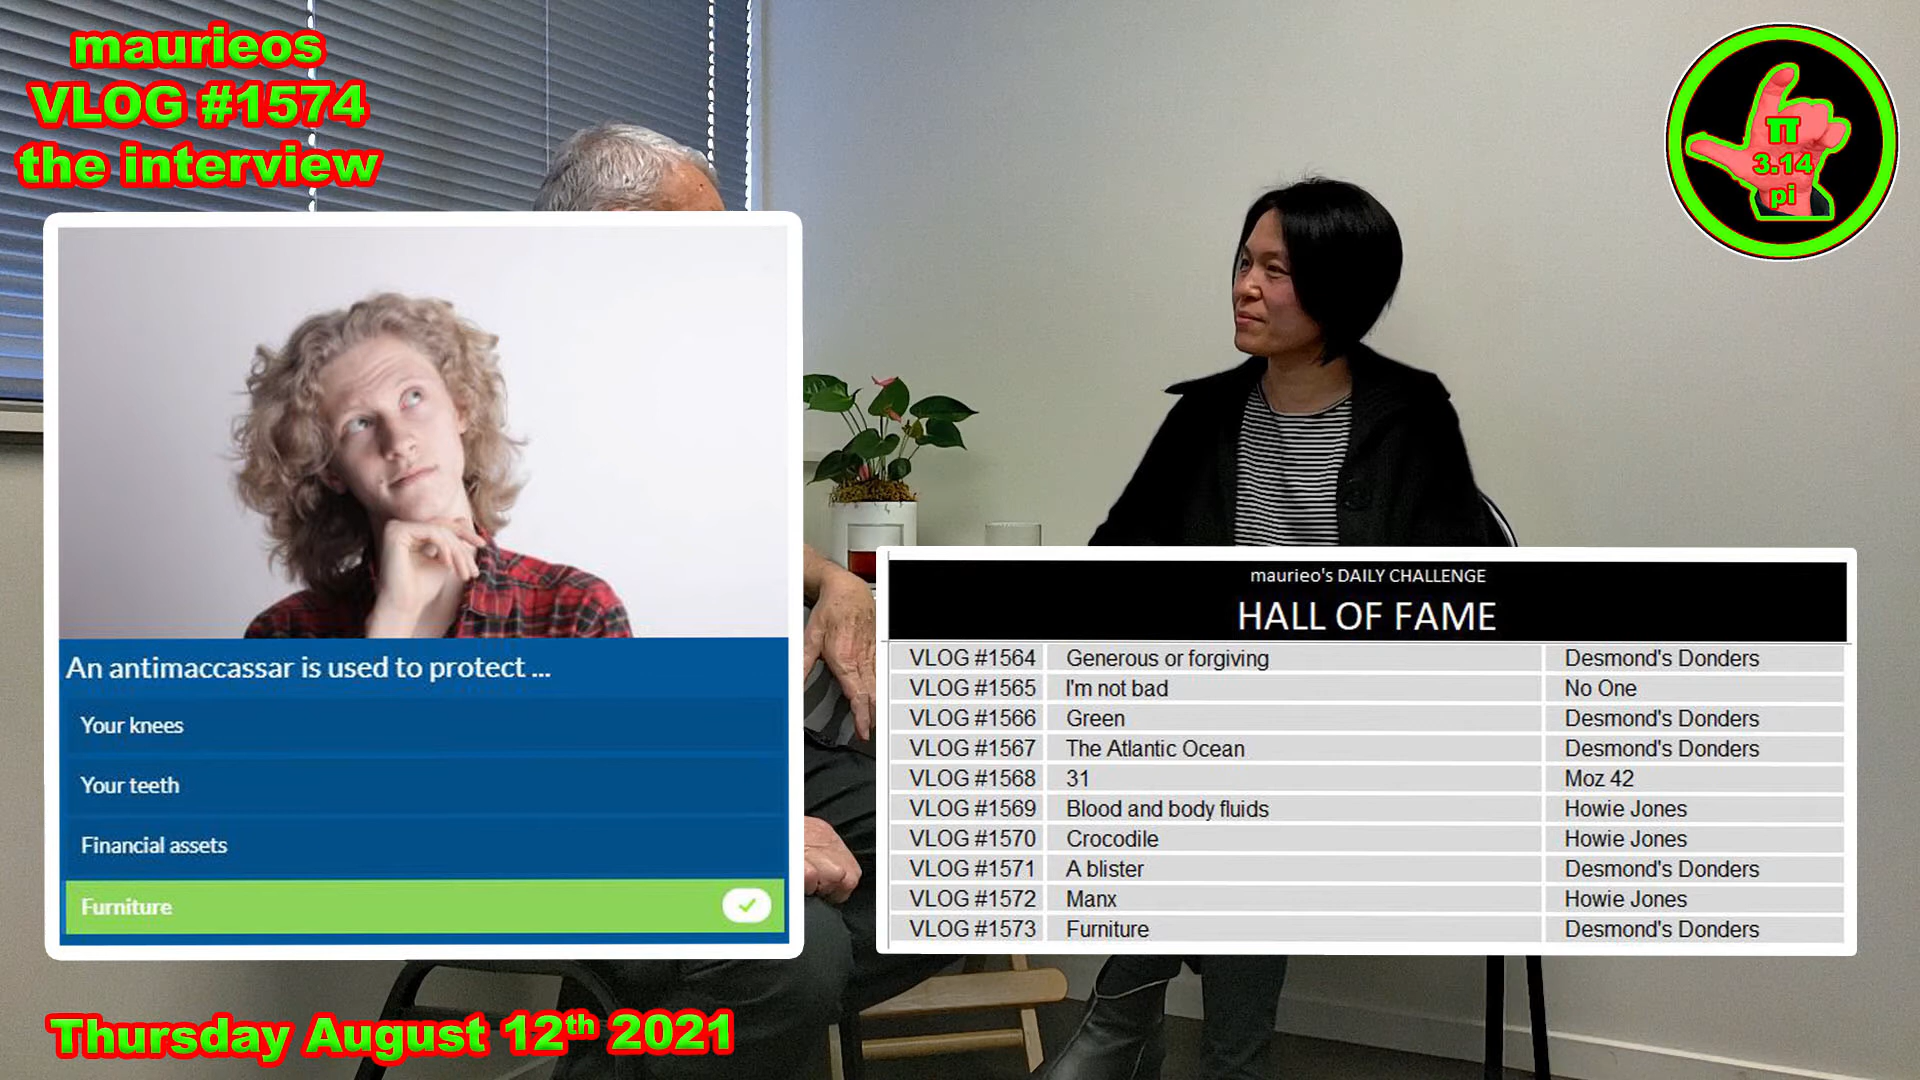 maurieos
VLOG #1574
the interview
π
3.14
pi
An antimaccassar is used to protect ...
Your knees
Your teeth
Financial assets
Furniture
maurieo's DAILY CHALLENGE
HALL OF FAME
VLOG #1564 Generous or forgiving Desmond's Donders
VLOG #1565 I'm not bad No One
VLOG #1566 Green Desmond's Donders
VLOG #1567 The Atlantic Ocean Desmond's Donders
VLOG #1568 31 Moz 42
VLOG #1569 Blood and body fluids Howie Jones
VLOG #1570 Crocodile Howie Jones
VLOG #1571 A blister Desmond's Donders
VLOG #1572 Manx Howie Jones
VLOG #1573 Furniture Desmond's Donders
Thursday August 12th 2021